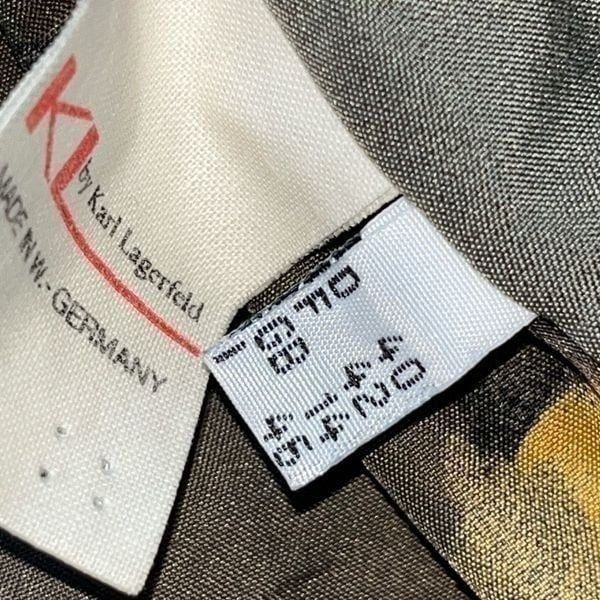 KL
by Karl Lagerfeld
MADE IN W.-GERMANY
D 40
F 42
GB 14
46